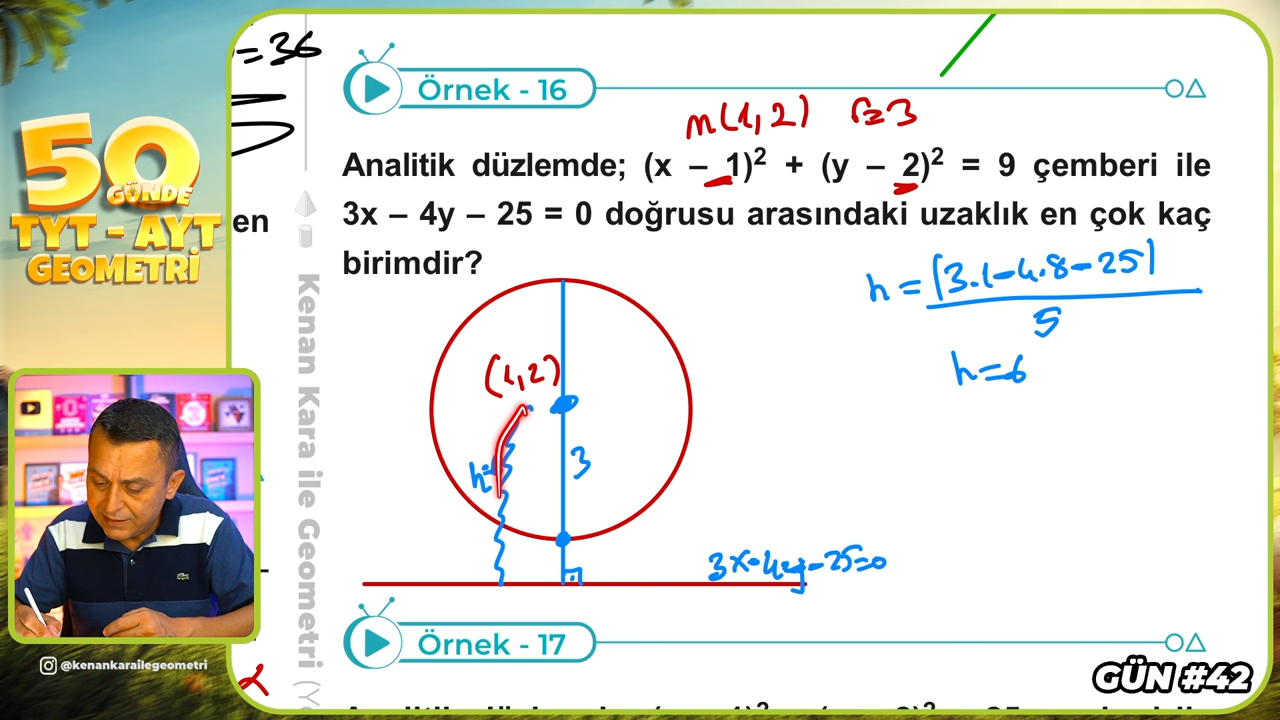 =36
50
GÜNDE
TYT - AYT
GEOMETRİ
en
Örnek - 16
M(1,2) r=3
Analitik düzlemde; (x – 1)² + (y – 2)² = 9 çemberi ile
3x – 4y – 25 = 0 doğrusu arasındaki uzaklık en çok kaç
birimdir?
h = |3.1-4.8-25|
5
h=6
(1,2)
h
3
3x-4y-25=0
Kenan Kara ile Geometri
Örnek - 17
@kenankarailegeometri
GÜN #42